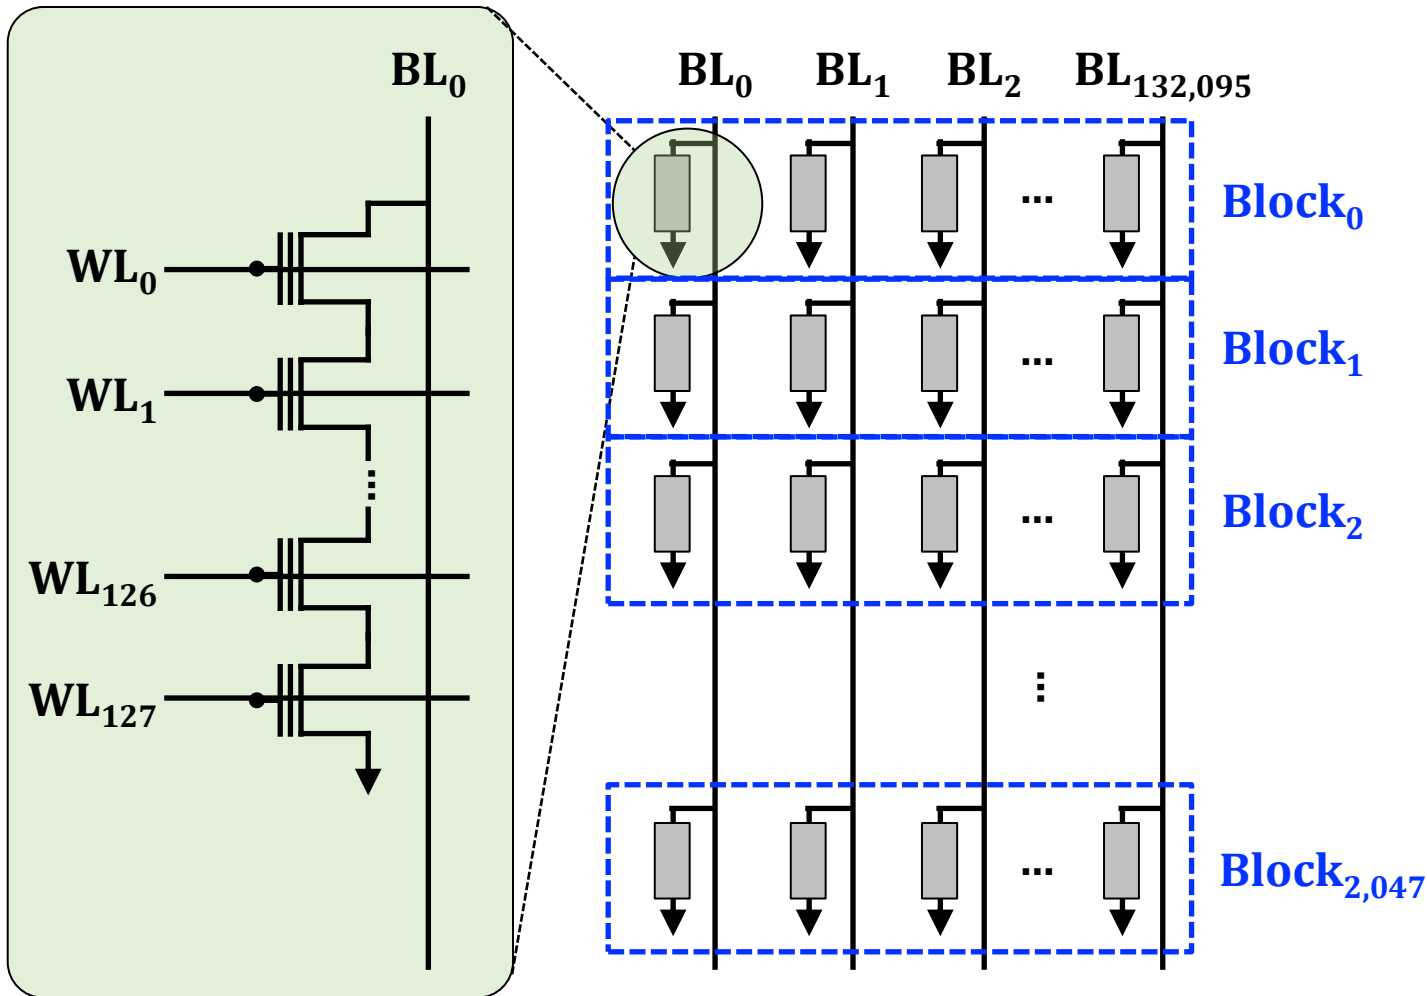 BL0
WL0
WL1
...
WL126
WL127
BL0 BL1 BL2 BL132,095
... Block0
... Block1
... Block2
...
... Block2,047